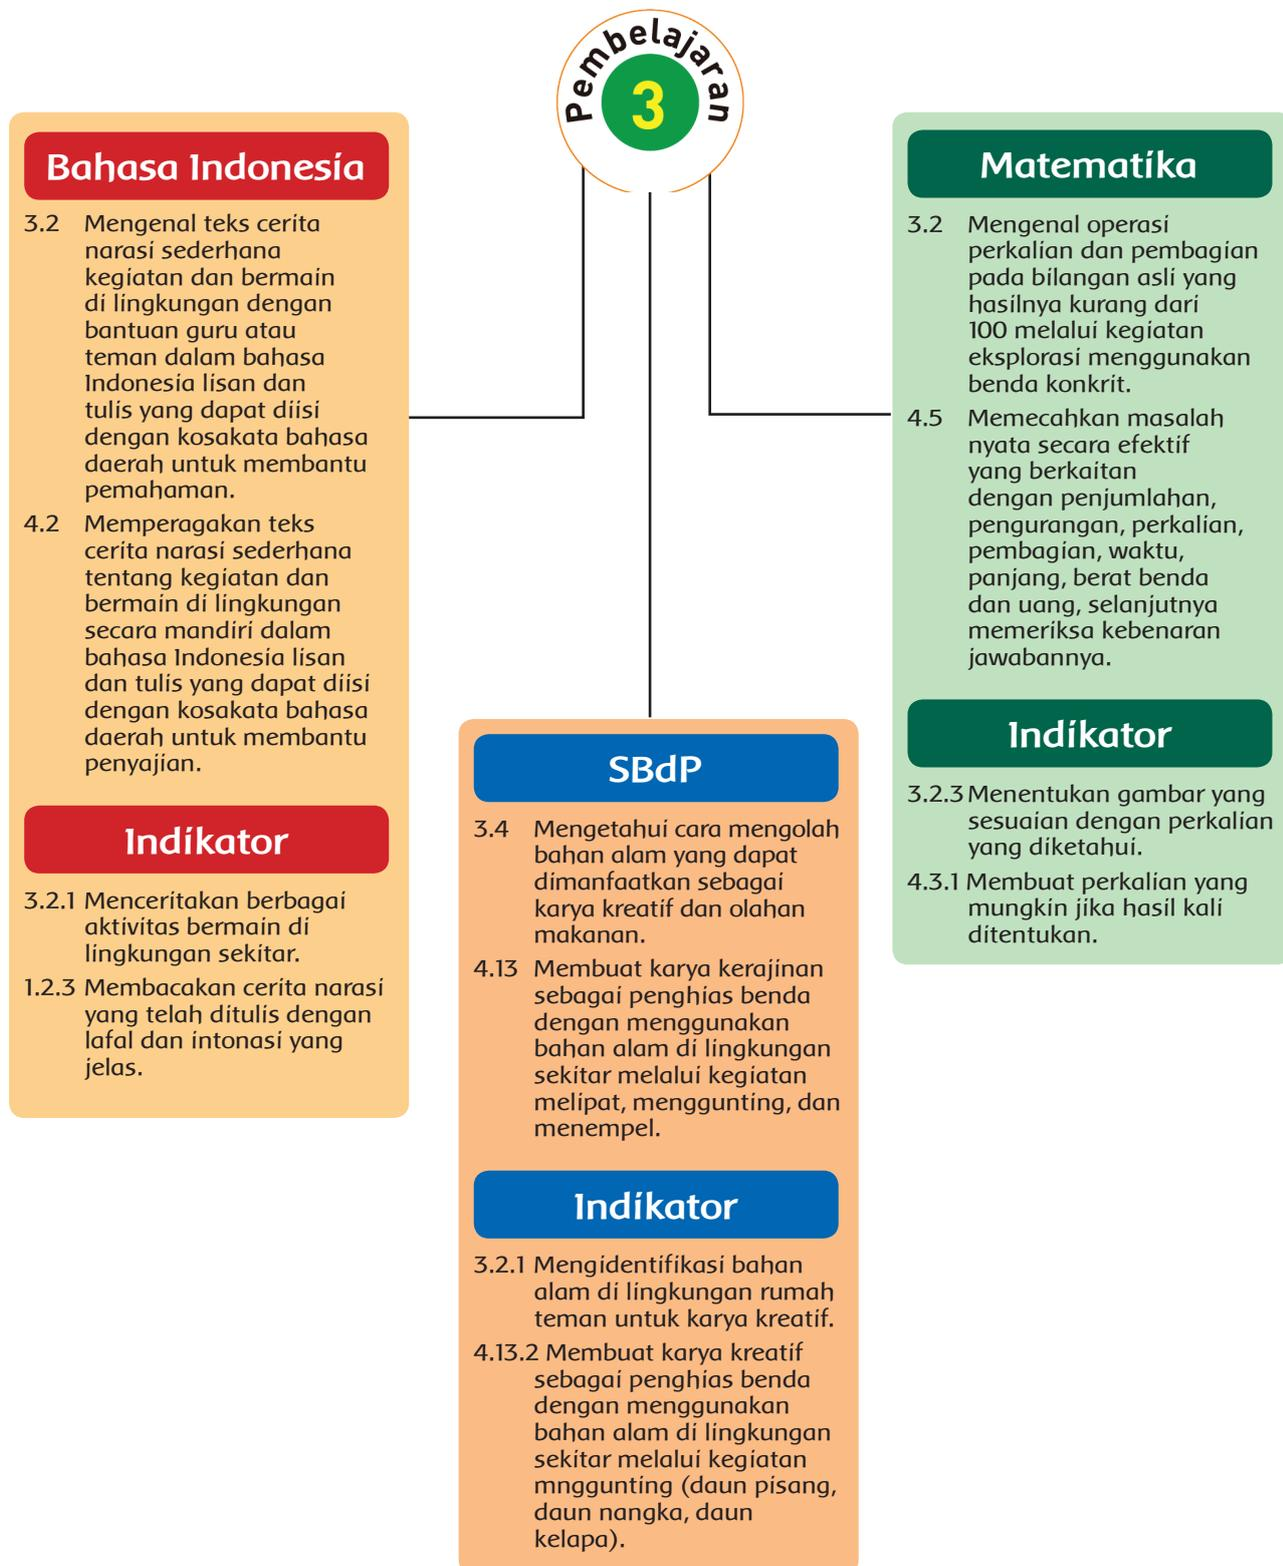 Pembelajaran
3
Bahasa Indonesia
3.2 Mengenal teks cerita
narasi sederhana
kegiatan dan bermain
di lingkungan dengan
bantuan guru atau
teman dalam bahasa
Indonesia lisan dan
tulis yang dapat diisi
dengan kosakata bahasa
daerah untuk membantu
pemahaman.
4.2 Memperagakan teks
cerita narasi sederhana
tentang kegiatan dan
bermain di lingkungan
secara mandiri dalam
bahasa Indonesia lisan
dan tulis yang dapat diisi
dengan kosakata bahasa
daerah untuk membantu
penyajian.
Indikator
3.2.1 Menceritakan berbagai
aktivitas bermain di
lingkungan sekitar.
1.2.3 Membacakan cerita narasi
yang telah ditulis dengan
lafal dan intonasi yang
jelas.
SBdP
3.4 Mengetahui cara mengolah
bahan alam yang dapat
dimanfaatkan sebagai
karya kreatif dan olahan
makanan.
4.13 Membuat karya kerajinan
sebagai penghias benda
dengan menggunakan
bahan alam di lingkungan
sekitar melalui kegiatan
melipat, menggunting, dan
menempel.
Indikator
3.2.1 Mengidentifikasi bahan
alam di lingkungan rumah
teman untuk karya kreatif.
4.13.2 Membuat karya kreatif
sebagai penghias benda
dengan menggunakan
bahan alam di lingkungan
sekitar melalui kegiatan
mnggunting (daun pisang,
daun nangka, daun
kelapa).
Matematika
3.2 Mengenal operasi
perkalian dan pembagian
pada bilangan asli yang
hasilnya kurang dari
100 melalui kegiatan
eksplorasi menggunakan
benda konkrit.
4.5 Memecahkan masalah
nyata secara efektif
yang berkaitan
dengan penjumlahan,
pengurangan, perkalian,
pembagian, waktu,
panjang, berat benda
dan uang, selanjutnya
memeriksa kebenaran
jawabannya.
Indikator
3.2.3 Menentukan gambar yang
sesuaian dengan perkalian
yang diketahui.
4.3.1 Membuat perkalian yang
mungkin jika hasil kali
ditentukan.